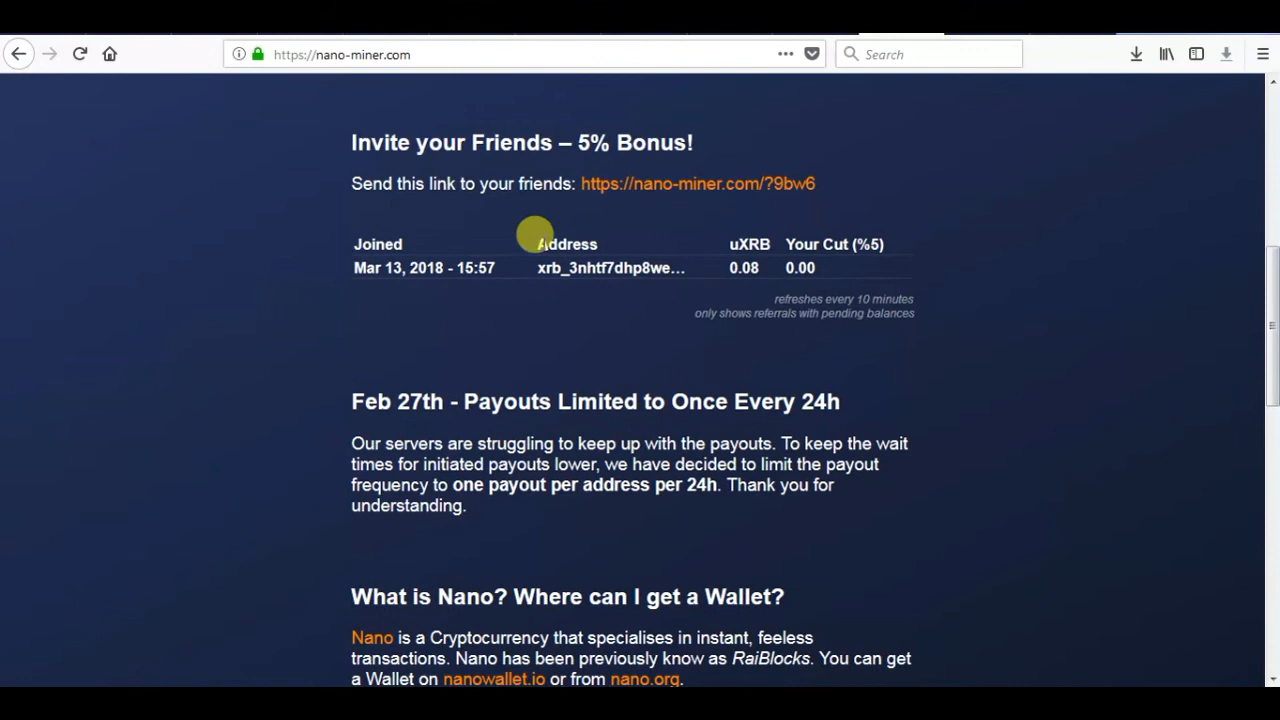 https://nano-miner.com
Search
Invite your Friends – 5% Bonus!
Send this link to your friends: https://nano-miner.com/?9bw6
Joined Address uXRB Your Cut (%5)
Mar 13, 2018 - 15:57 xrb_3nhtf7dhp8we... 0.08 0.00
refreshes every 10 minutes
only shows referrals with pending balances
Feb 27th - Payouts Limited to Once Every 24h
Our servers are struggling to keep up with the payouts. To keep the wait
times for initiated payouts lower, we have decided to limit the payout
frequency to one payout per address per 24h. Thank you for
understanding.
What is Nano? Where can I get a Wallet?
Nano is a Cryptocurrency that specialises in instant, feeless
transactions. Nano has been previously know as RaiBlocks. You can get
a Wallet on nanowallet.io or from nano.org.